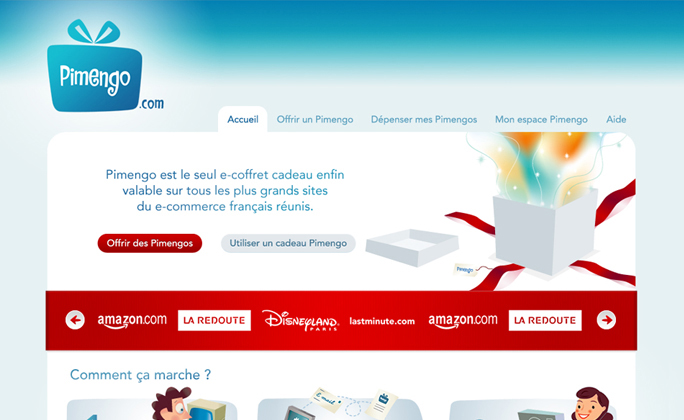 Pimengo
.com
Accueil
Offrir un Pimengo
Dépenser mes Pimengos
Mon espace Pimengo
Aide
Pimengo est le seul e-coffret cadeau enfin
valable sur tous les plus grands sites
du e-commerce français réunis.
Offrir des Pimengos
Utiliser un cadeau Pimengo
Pimengo
amazon.com
LA REDOUTE
DISNEYLAND
PARIS
lastminute.com
amazon.com
LA REDOUTE
Comment ça marche ?
E-mail
1